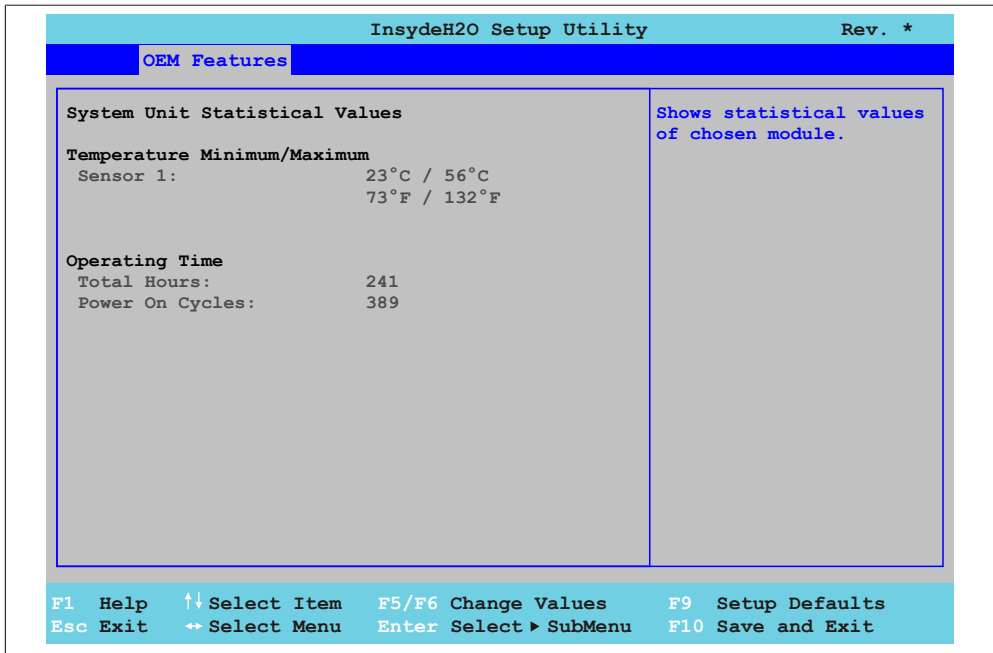 InsydeH2O Setup Utility Rev. *
OEM Features
System Unit Statistical Values
Shows statistical values
of chosen module.
Temperature Minimum/Maximum
Sensor 1: 23°C / 56°C
73°F / 132°F
Operating Time
Total Hours: 241
Power On Cycles: 389
F1 Help ↑↓ Select Item F5/F6 Change Values F9 Setup Defaults
Esc Exit ↔ Select Menu Enter Select ▶ SubMenu F10 Save and Exit